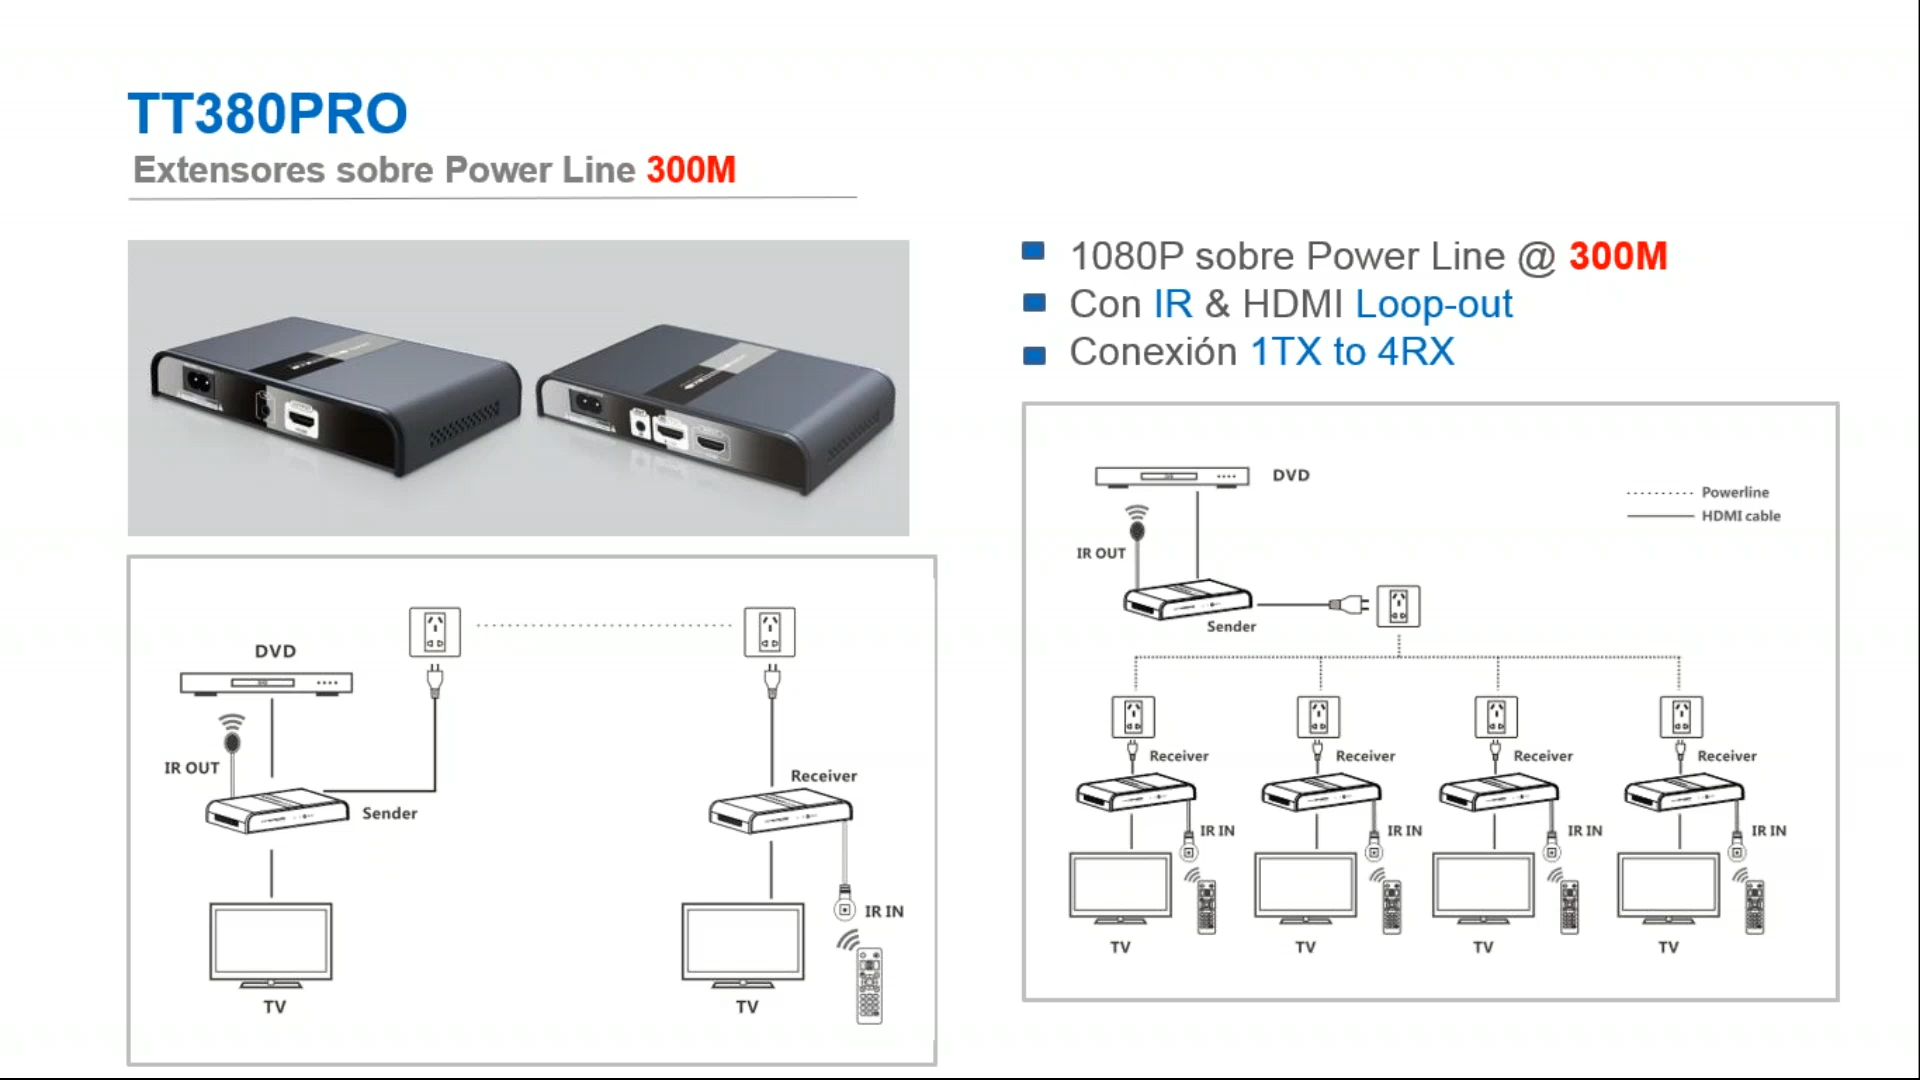 TT380PRO
Extensores sobre Power Line 300M
1080P sobre Power Line @ 300M
Con IR & HDMI Loop-out
Conexión 1TX to 4RX
DVD
IR OUT
Sender
TV
Receiver
IR IN
TV
DVD
Powerline
HDMI cable
IR OUT
Sender
Receiver
Receiver
Receiver
Receiver
IR IN
IR IN
IR IN
IR IN
TV
TV
TV
TV